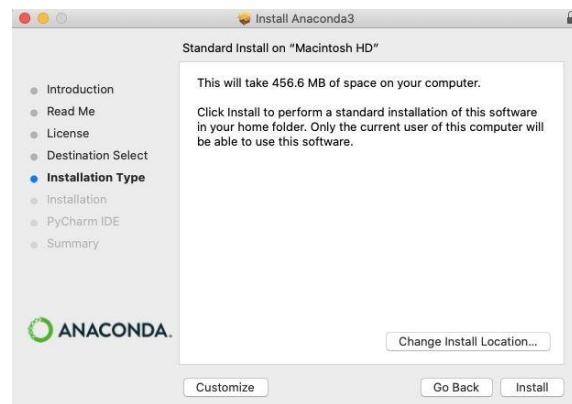 Install Anaconda3
Standard Install on "Macintosh HD"
Introduction
Read Me
License
Destination Select
Installation Type
Installation
PyCharm IDE
Summary
This will take 456.6 MB of space on your computer.
Click Install to perform a standard installation of this software
in your home folder. Only the current user of this computer will
be able to use this software.
ANACONDA.
Change Install Location...
Customize
Go Back
Install